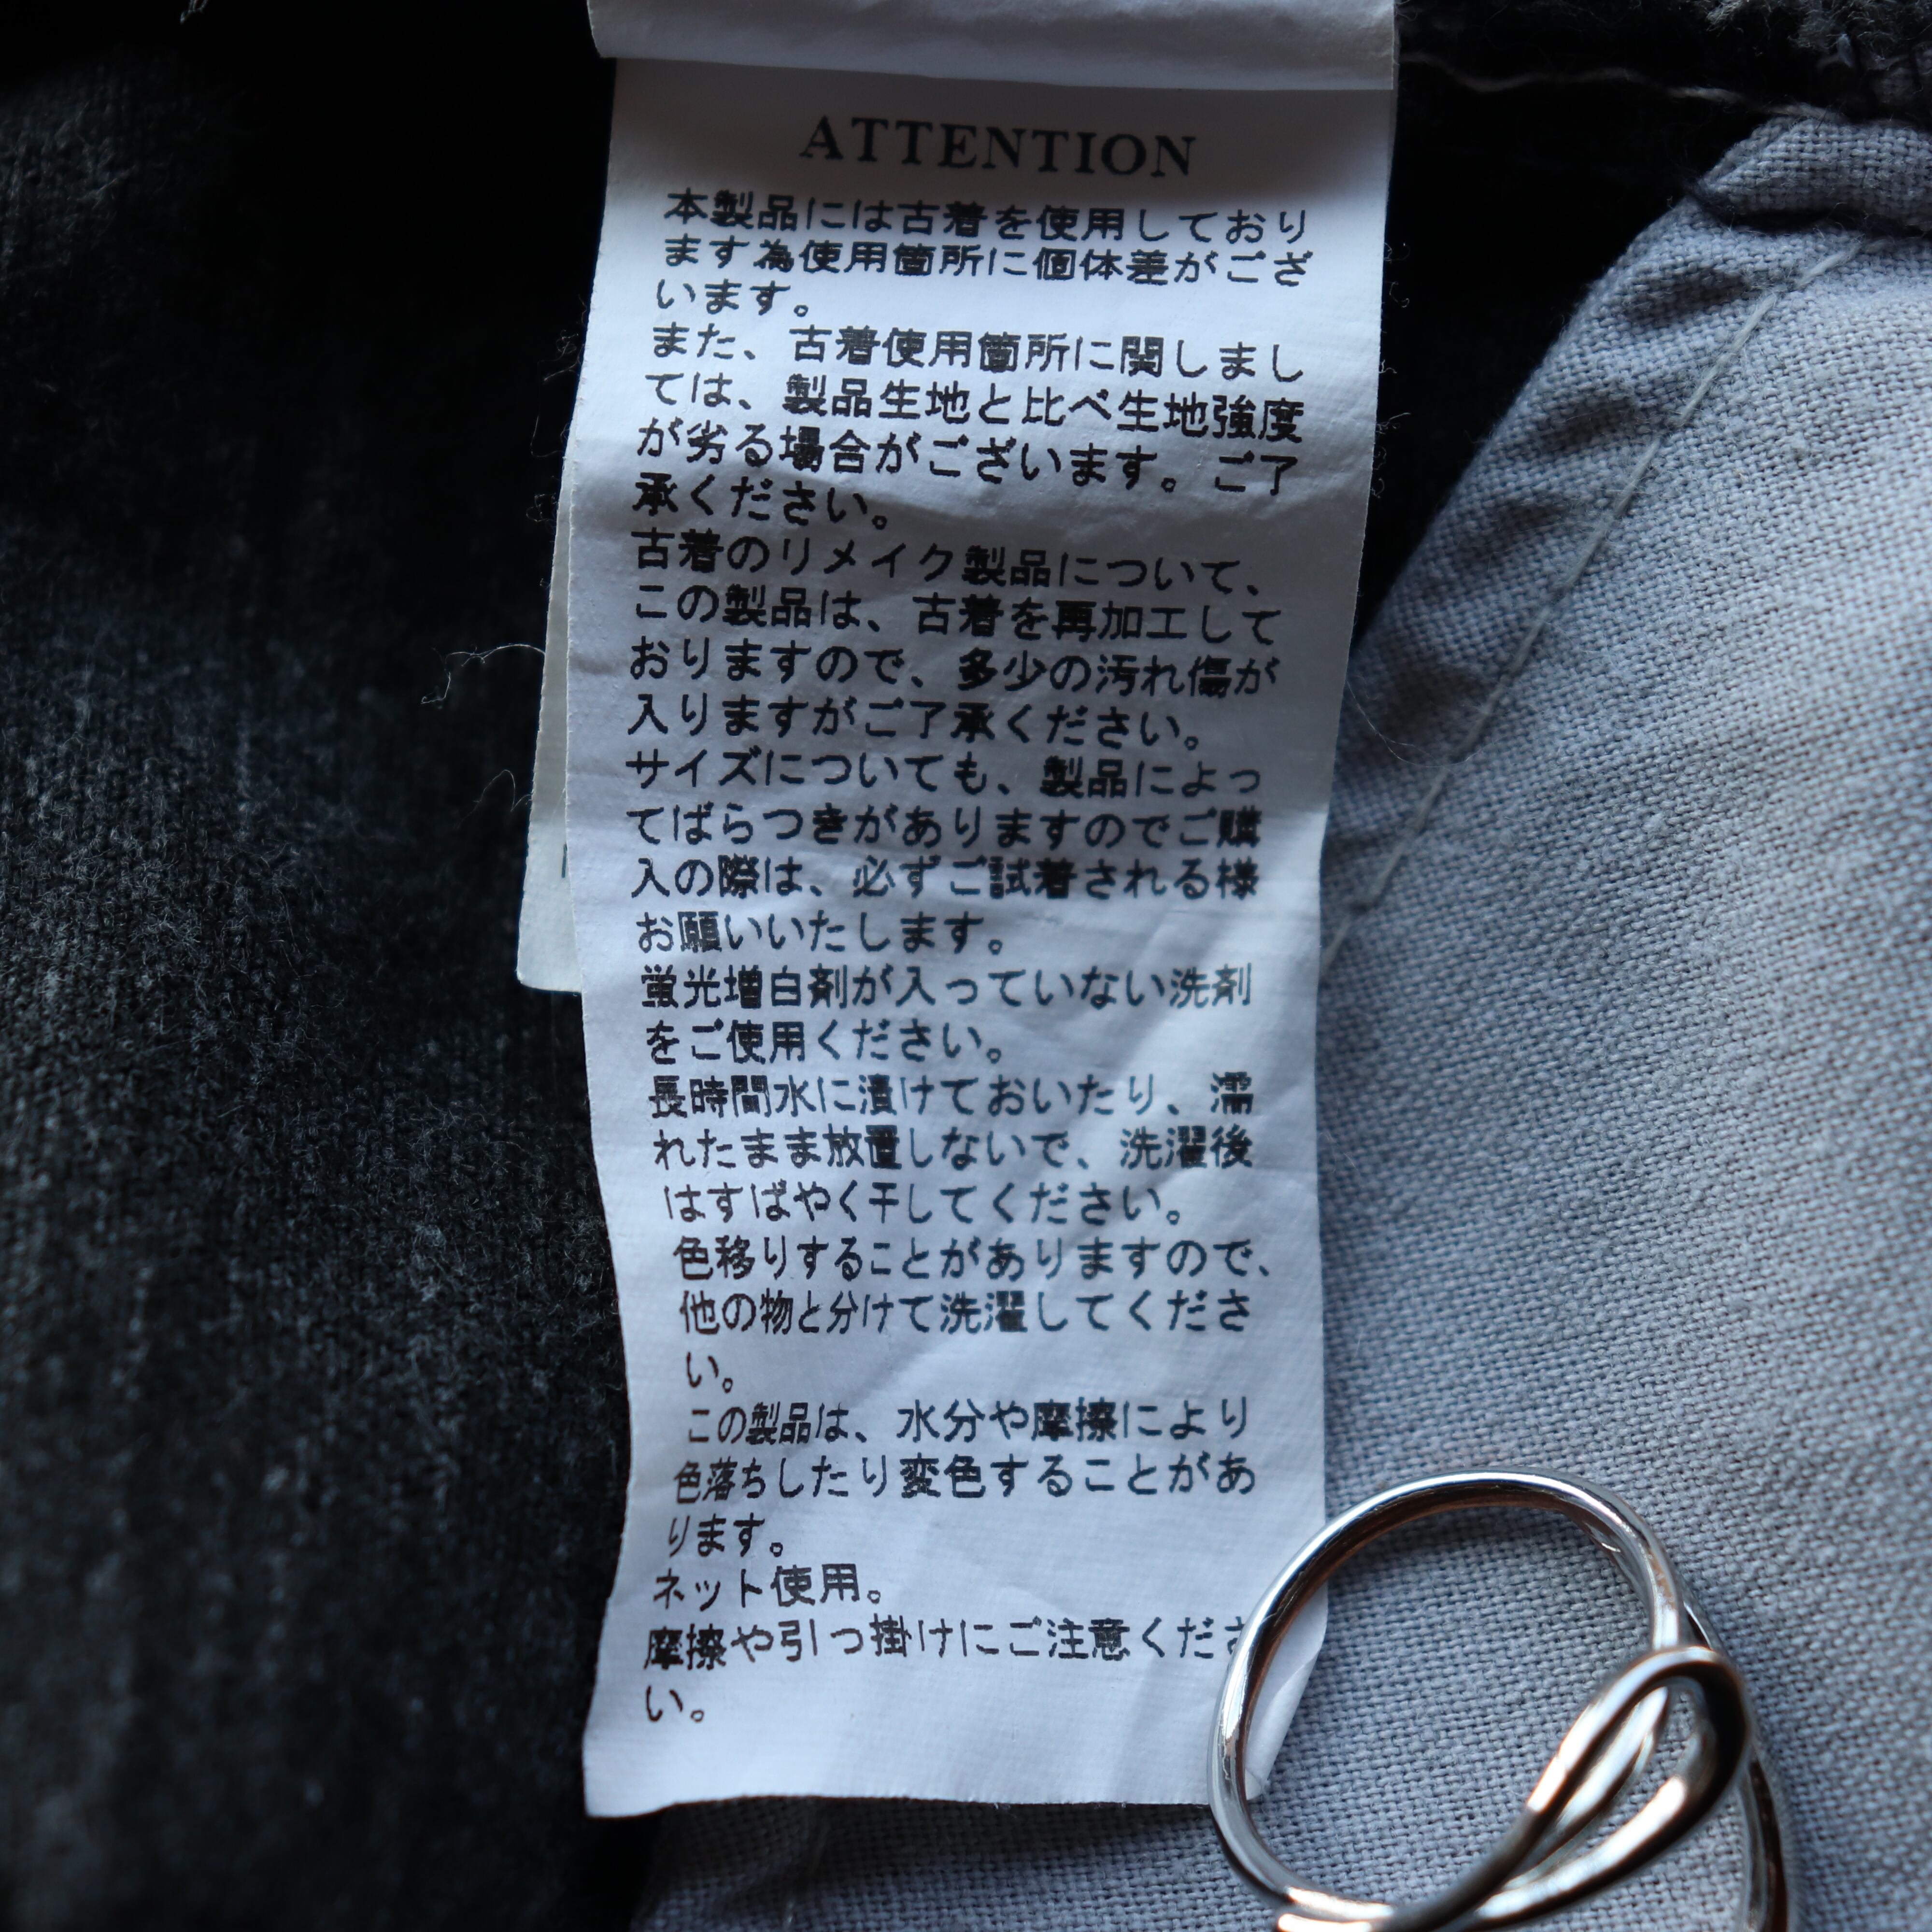 ATTENTION
本製品には古着を使用しており
ます為使用箇所に個体差がござ
います。
また、古着使用箇所に関しまし
ては、製品生地と比べ生地強度
が劣る場合がございます。ご了
承ください。
古着のリメイク製品について、
この製品は、古着を再加工して
おりますので、多少の汚れ傷が
入りますがご了承ください。
サイズについても、製品によっ
てばらつきがありますのでご購
入の際は、必ずご試着される様
お願いいたします。
蛍光増白剤が入っていない洗剤
をご使用ください。
長時間水に漬けておいたり、濡
れたまま放置しないで、洗濯後
はすばやく干してください。
色移りすることがありますので、
他の物と分けて洗濯してくださ
い。
この製品は、水分や摩擦により
色落ちしたり変色することがあ
ります。
ネット使用。
摩擦や引っ掛けにご注意くださ
い。